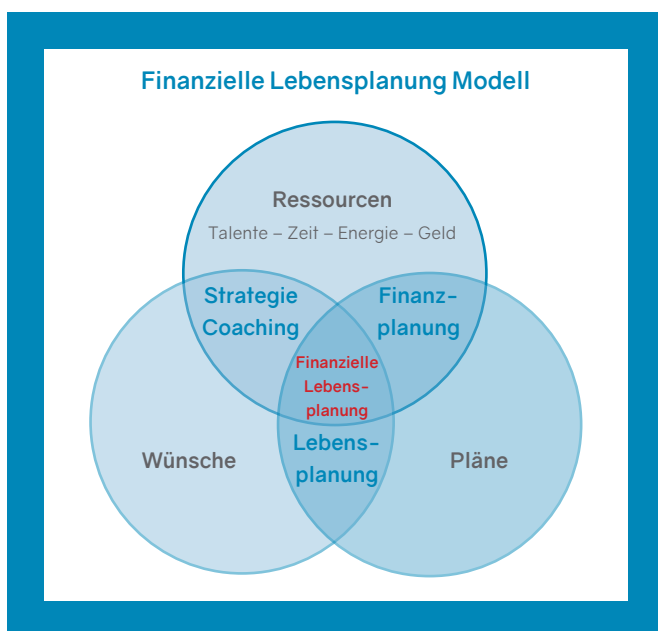 Finanzielle Lebensplanung Modell
Ressourcen
Talente – Zeit – Energie – Geld
Strategie
Coaching
Finanz-
planung
Finanzielle
Lebens-
planung
Wünsche
Lebens-
planung
Pläne